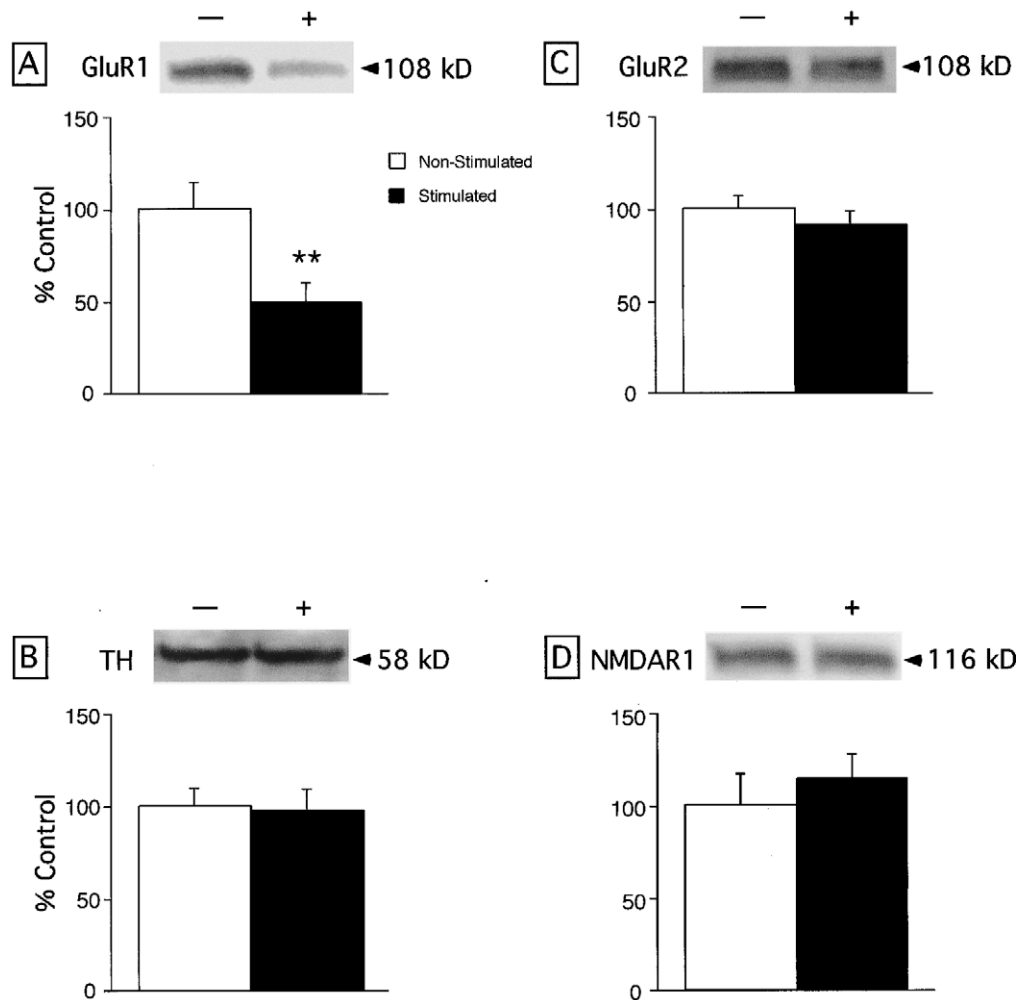 — +
A GluR1 108 kD
150
100
50
0
% Control
Non-Stimulated
Stimulated
**
— +
C GluR2 108 kD
150
100
50
0
— +
B TH 58 kD
150
100
50
0
% Control
— +
D NMDAR1 116 kD
150
100
50
0